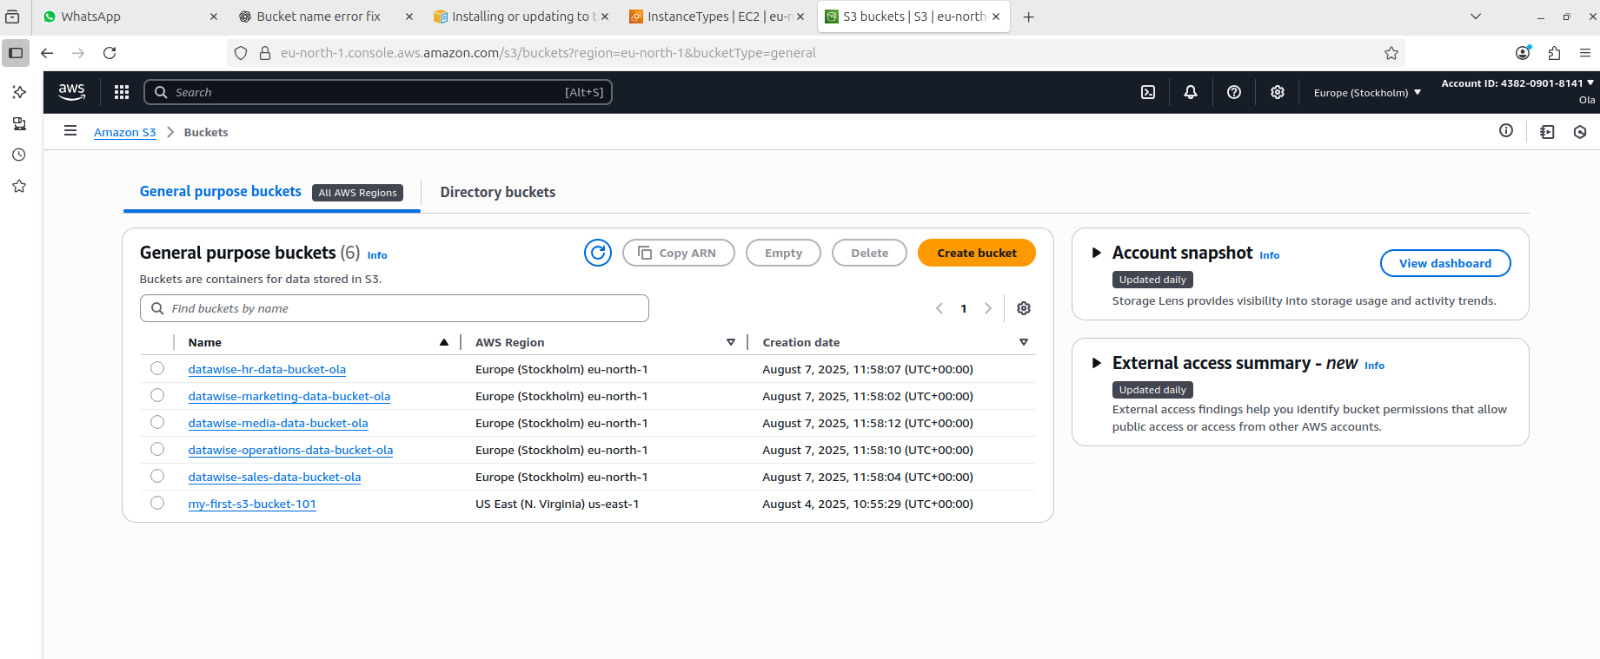 WhatsApp
Bucket name error fix
Installing or updating to t
InstanceTypes | EC2 | eu-n
S3 buckets | S3 | eu-north
eu-north-1.console.aws.amazon.com/s3/buckets?region=eu-north-1&bucketType=general
aws
Search
[Alt+S]
Europe (Stockholm)
Account ID: 4382-0901-8141
Ola
Amazon S3 > Buckets
General purpose buckets
All AWS Regions
Directory buckets
General purpose buckets (6) Info
Copy ARN
Empty
Delete
Create bucket
Buckets are containers for data stored in S3.
Find buckets by name
1
Name AWS Region Creation date
datawise-hr-data-bucket-ola Europe (Stockholm) eu-north-1 August 7, 2025, 11:58:07 (UTC+00:00)
datawise-marketing-data-bucket-ola Europe (Stockholm) eu-north-1 August 7, 2025, 11:58:02 (UTC+00:00)
datawise-media-data-bucket-ola Europe (Stockholm) eu-north-1 August 7, 2025, 11:58:12 (UTC+00:00)
datawise-operations-data-bucket-ola Europe (Stockholm) eu-north-1 August 7, 2025, 11:58:10 (UTC+00:00)
datawise-sales-data-bucket-ola Europe (Stockholm) eu-north-1 August 7, 2025, 11:58:04 (UTC+00:00)
my-first-s3-bucket-101 US East (N. Virginia) us-east-1 August 4, 2025, 10:55:29 (UTC+00:00)
Account snapshot Info
View dashboard
Updated daily
Storage Lens provides visibility into storage usage and activity trends.
External access summary - new Info
Updated daily
External access findings help you identify bucket permissions that allow
public access or access from other AWS accounts.